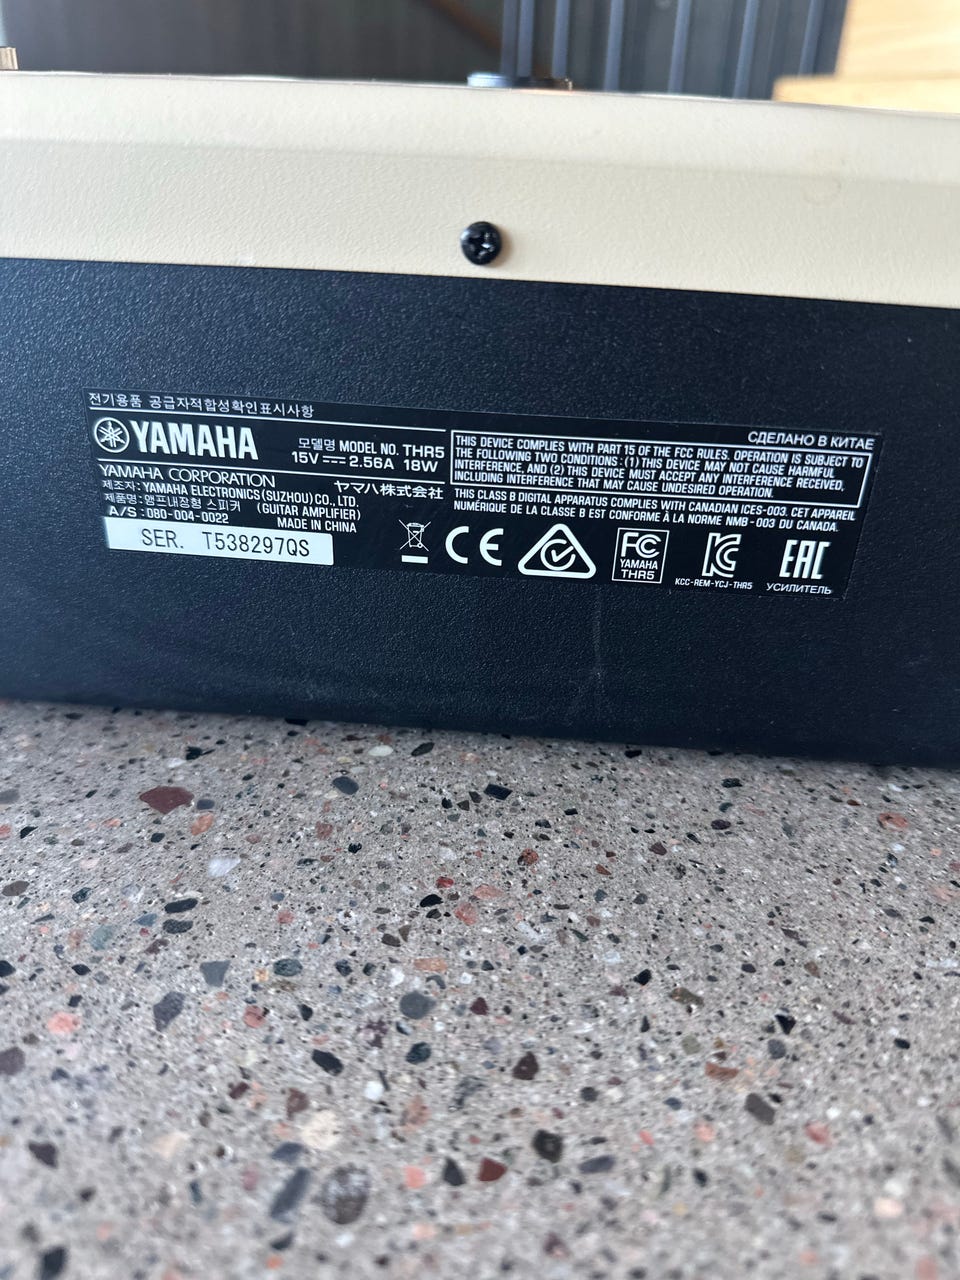 전기용품 공급자적합성확인표시사항
YAMAHA
모델명 MODEL NO. THR5
15V 2.56A 18W
YAMAHA CORPORATION
ヤマハ株式会社
제조자: YAMAHA ELECTRONICS (SUZHOU) CO., LTD.
제품명: 앰프내장형 스피커 (GUITAR AMPLIFIER)
A/S : 080-004-0022
MADE IN CHINA
SER. T538297QS
СДЕЛАНО В КИТАЕ
THIS DEVICE COMPLIES WITH PART 15 OF THE FCC RULES. OPERATION IS SUBJECT TO
THE FOLLOWING TWO CONDITIONS: (1) THIS DEVICE MAY NOT CAUSE HARMFUL
INTERFERENCE, AND (2) THIS DEVICE MUST ACCEPT ANY INTERFERENCE RECEIVED,
INCLUDING INTERFERENCE THAT MAY CAUSE UNDESIRED OPERATION.
THIS CLASS B DIGITAL APPARATUS COMPLIES WITH CANADIAN ICES-003. CET APPAREIL
NUMÉRIQUE DE LA CLASSE B EST CONFORME À LA NORME NMB-003 DU CANADA.
CE
FC
YAMAHA
THR5
KC
KCC-REM-YCJ-THR5
EAC
УСИЛИТЕЛЬ